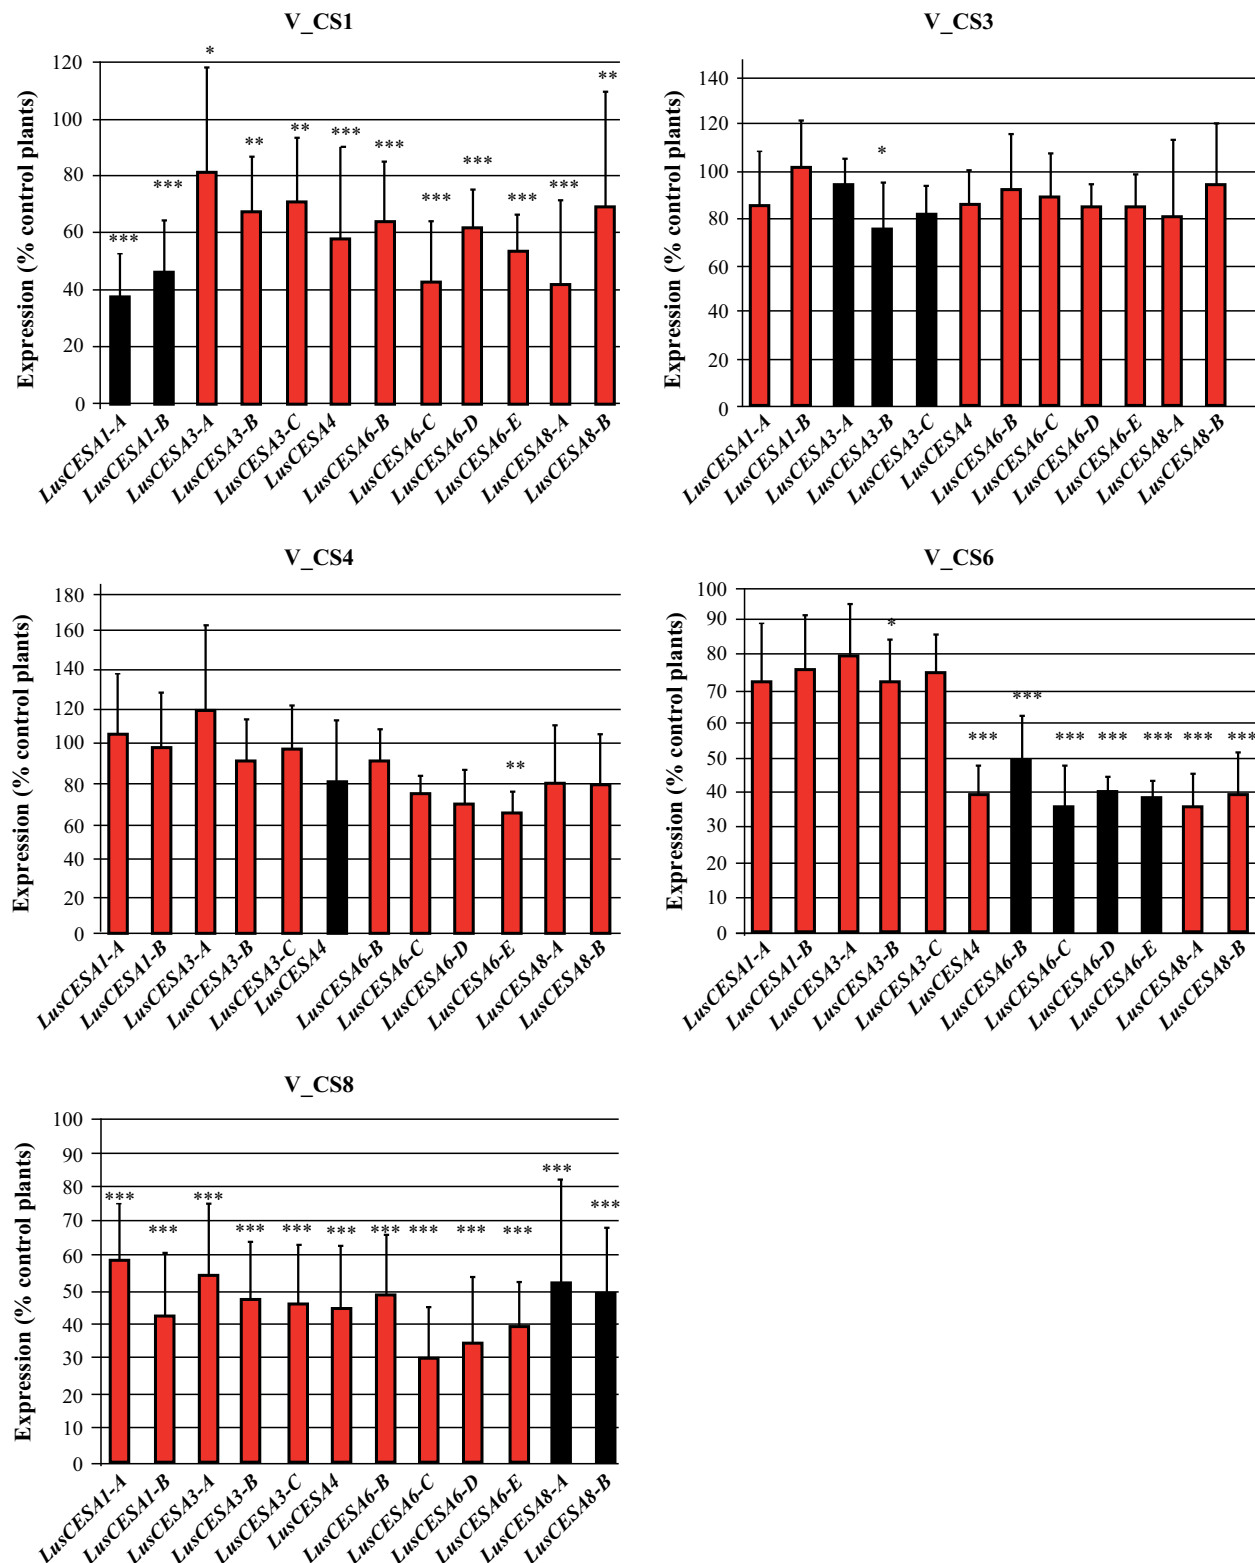 V_CS1
Expression (% control plants)
120
100
80
60
40
20
0
*
***
***
**
**
***
***
***
***
***
***
**
LusCESA1-A
LusCESA1-B
LusCESA3-A
LusCESA3-B
LusCESA3-C
LusCESA4
LusCESA6-B
LusCESA6-C
LusCESA6-D
LusCESA6-E
LusCESA8-A
LusCESA8-B
V_CS3
Expression (% control plants)
140
120
100
80
60
40
20
0
*
LusCESA1-A
LusCESA1-B
LusCESA3-A
LusCESA3-B
LusCESA3-C
LusCESA4
LusCESA6-B
LusCESA6-C
LusCESA6-D
LusCESA6-E
LusCESA8-A
LusCESA8-B
V_CS4
Expression (% control plants)
180
160
140
120
100
80
60
40
20
0
**
LusCESA1-A
LusCESA1-B
LusCESA3-A
LusCESA3-B
LusCESA3-C
LusCESA4
LusCESA6-B
LusCESA6-C
LusCESA6-D
LusCESA6-E
LusCESA8-A
LusCESA8-B
V_CS6
Expression (% control plants)
100
90
80
70
60
50
40
30
20
10
0
*
***
***
***
***
***
***
***
LusCESA1-A
LusCESA1-B
LusCESA3-A
LusCESA3-B
LusCESA3-C
LusCESA4
LusCESA6-B
LusCESA6-C
LusCESA6-D
LusCESA6-E
LusCESA8-A
LusCESA8-B
V_CS8
Expression (% control plants)
100
90
80
70
60
50
40
30
20
10
0
***
***
***
***
***
***
***
***
***
***
***
***
LusCESA1-A
LusCESA1-B
LusCESA3-A
LusCESA3-B
LusCESA3-C
LusCESA4
LusCESA6-B
LusCESA6-C
LusCESA6-D
LusCESA6-E
LusCESA8-A
LusCESA8-B